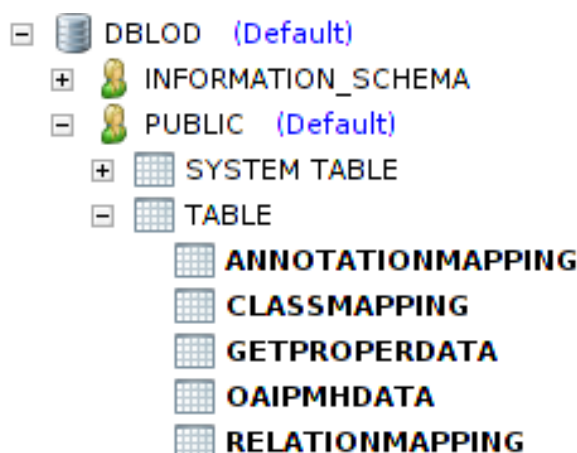 DBLOD (Default)
INFORMATION_SCHEMA
PUBLIC (Default)
SYSTEM TABLE
TABLE
ANNOTATIONMAPPING
CLASSMAPPING
GETPROPERDATA
OAIPMHDATA
RELATIONMAPPING